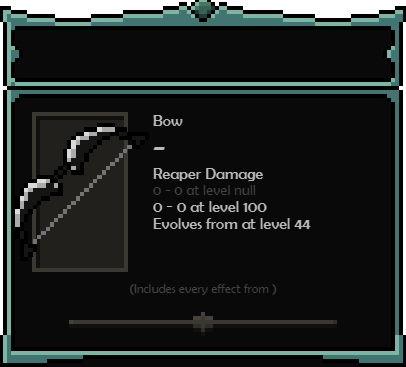 Bow
–
Reaper Damage
0 - 0 at level null
0 - 0 at level 100
Evolves from at level 44
(Includes every effect from )